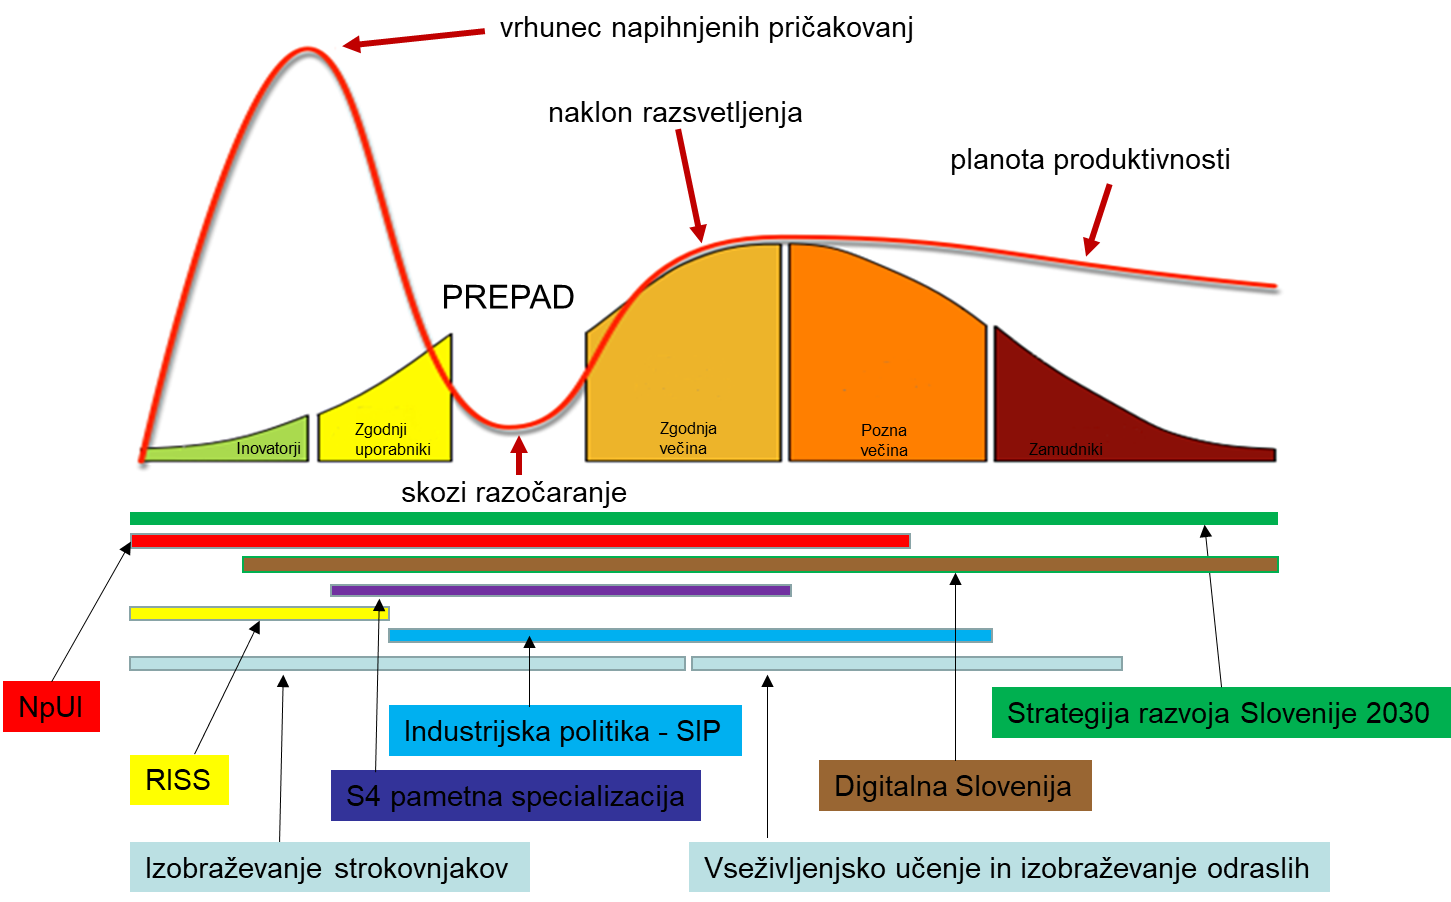 vrhunec napihnjenih pričakovanj
naklon razsvetljenja
planota produktivnosti
PREPAD
Inovatorji
Zgodnji
uporabniki
Zgodnja
večina
Pozna
večina
Zamudniki
skozi razočaranje
NpUI
Strategija razvoja Slovenije 2030
Industrijska politika - SIP
RISS
S4 pametna specializacija
Digitalna Slovenija
Izobraževanje strokovnjakov
Vseživljenjsko učenje in izobraževanje odraslih